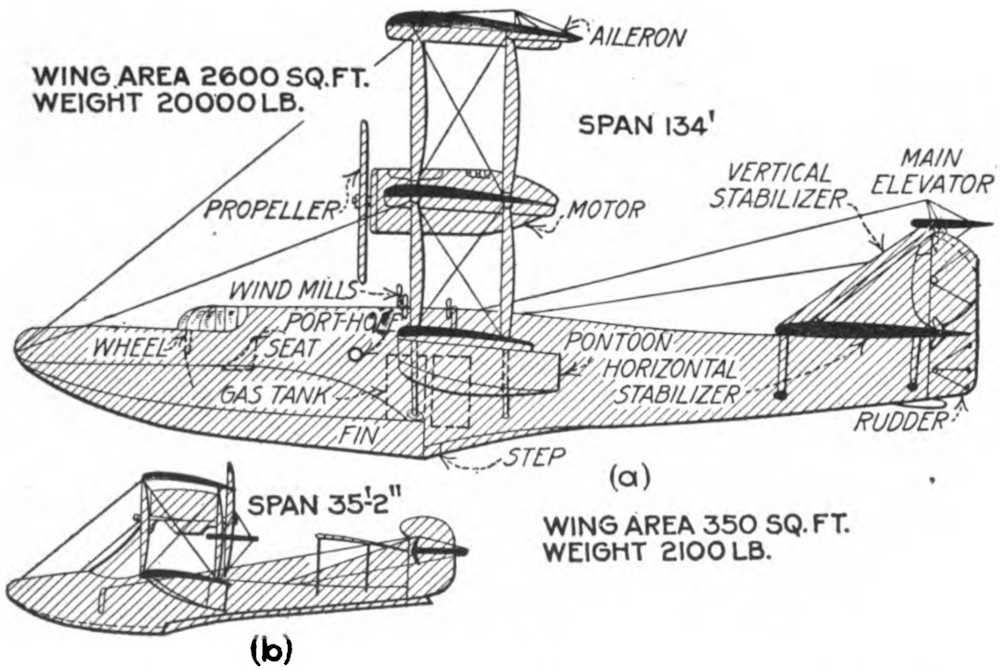 AILERON
WING AREA 2600 SQ.FT.
WEIGHT 20000 LB.
SPAN 134'
VERTICAL
STABILIZER
MAIN
ELEVATOR
PROPELLER
MOTOR
WIND MILLS
PORT-HOLE
WHEEL
SEAT
PONTOON
HORIZONTAL
STABILIZER
GAS TANK
FIN
RUDDER
STEP
(a)
SPAN 35'-2"
WING AREA 350 SQ.FT.
WEIGHT 2100 LB.
(b)